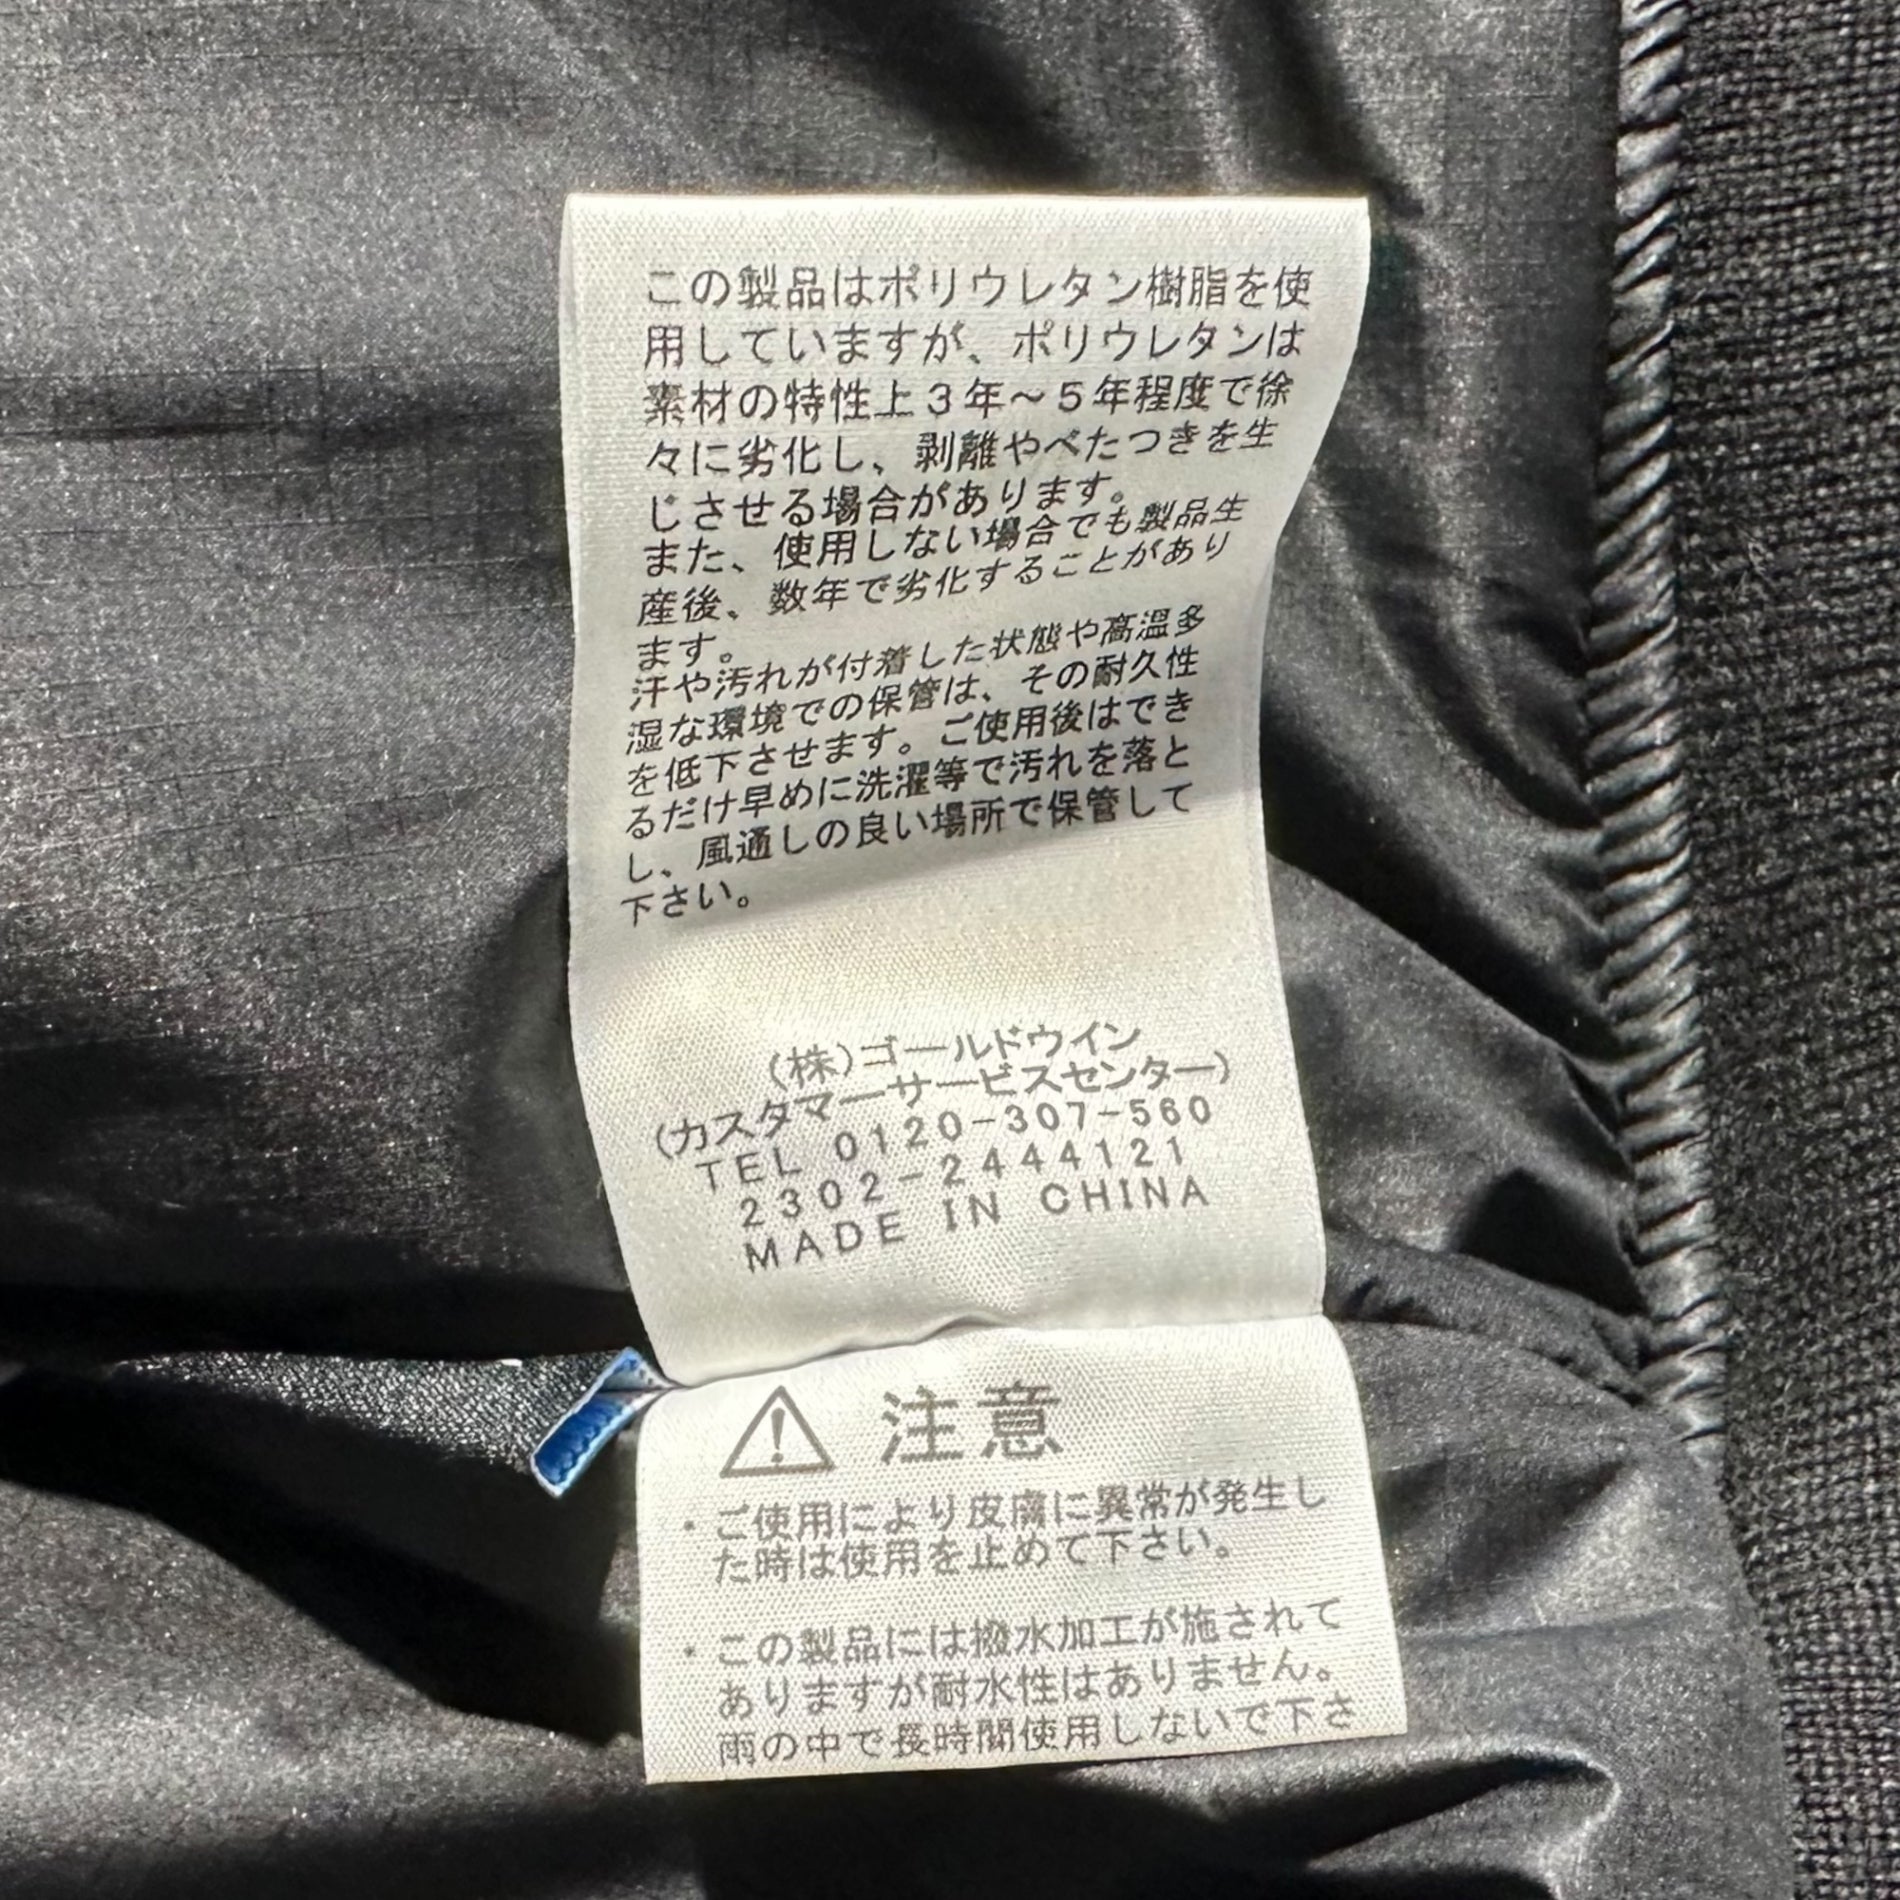 この製品はポリウレタン樹脂を使
用していますが、ポリウレタンは
素材の特性上３年～５年程度で徐
々に劣化し、剥離やべたつきを生
じさせる場合があります。
また、使用しない場合でも製品生
産後、数年で劣化することがあり
ます。
汗や汚れが付着した状態や高温多
湿な環境での保管は、その耐久性
を低下させます。ご使用後はでき
るだけ早めに洗濯等で汚れを落と
し、風通しの良い場所で保管して
下さい。
(株)ゴールドウイン
(カスタマーサービスセンター)
TEL 0120-307-560
2302-2444121
MADE IN CHINA
注意
・ご使用により皮膚に異常が発生し
た時は使用を止めて下さい。
・この製品には撥水加工が施されて
ありますが耐水性はありません。
雨の中で長時間使用しないで下さ